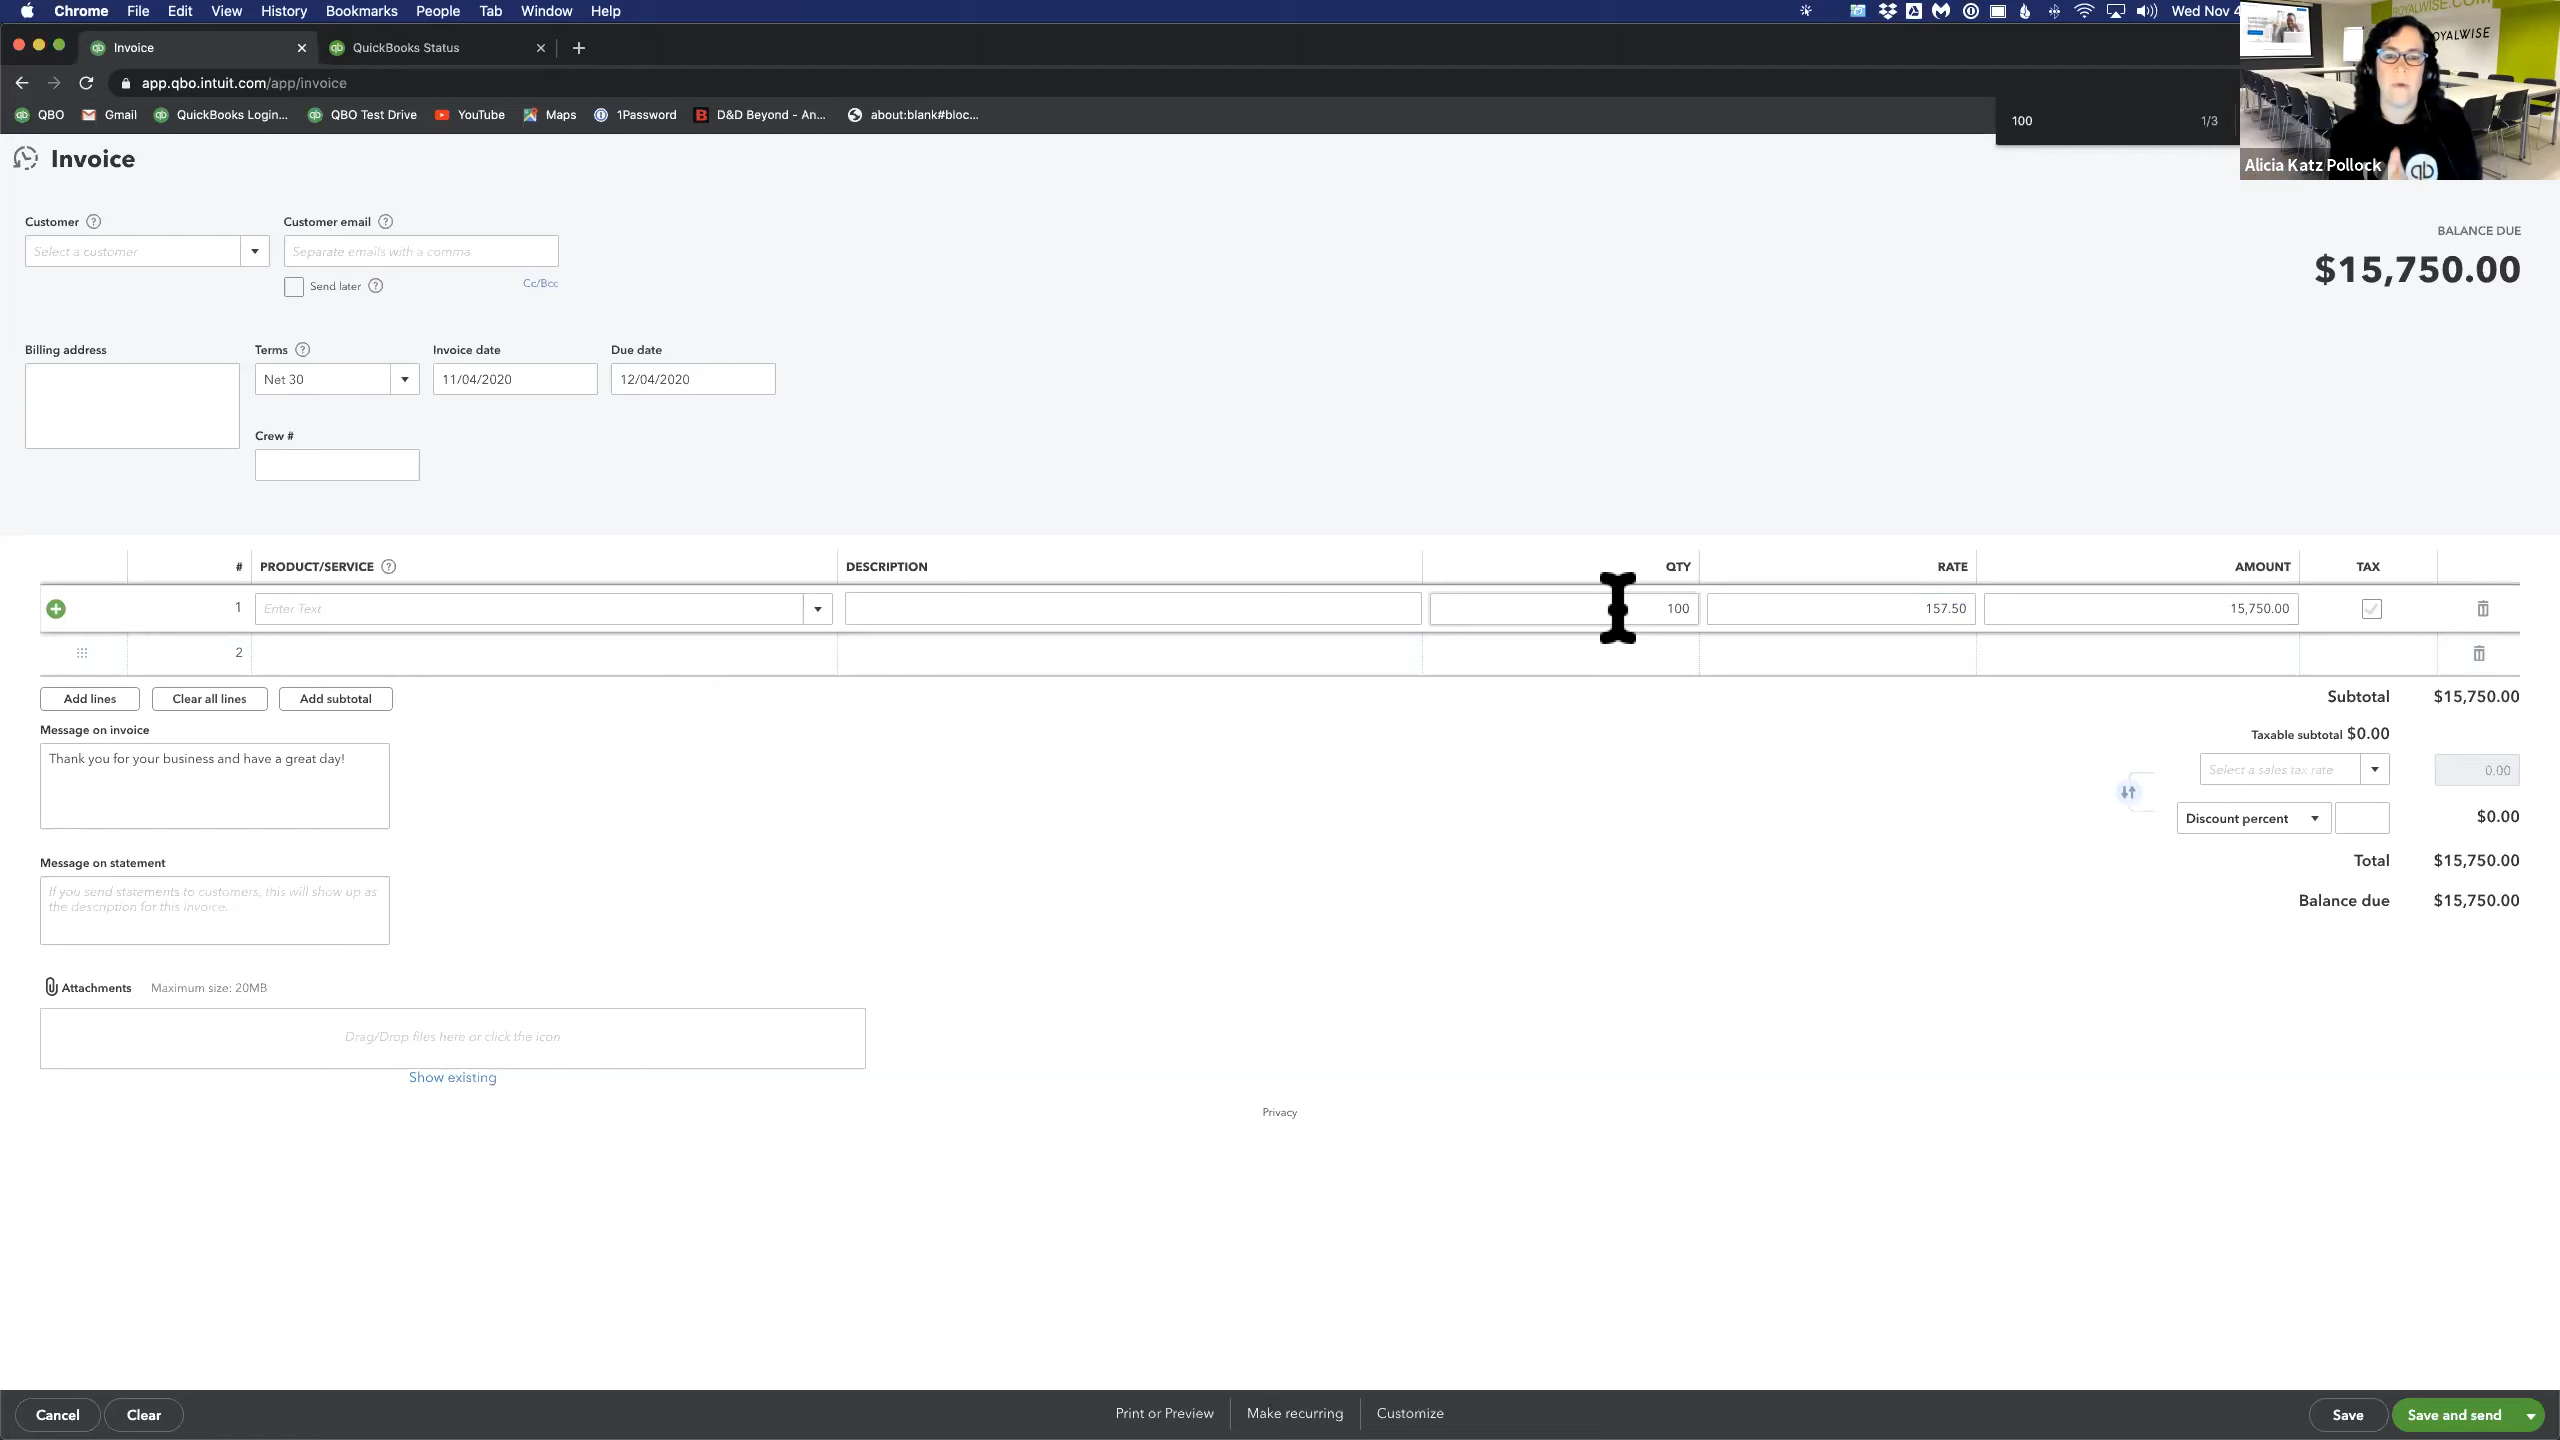 Chrome File Edit View History Bookmarks People Tab Window Help Wed Nov 4
Invoice QuickBooks Status
app.qbo.intuit.com/app/invoice
QBO Gmail QuickBooks Login... QBO Test Drive YouTube Maps 1Password D&D Beyond - An... about:blank#bloc...
100 1/3
ROYALWISE.COM
ROYALWISE
qb
Alicia Katz Pollock
Invoice
Customer Customer email
Select a customer Separate emails with a comma
Send later Cc/Bcc
BALANCE DUE
$15,750.00
Billing address Terms Invoice date Due date
Net 30 11/04/2020 12/04/2020
Crew #
# PRODUCT/SERVICE DESCRIPTION QTY RATE AMOUNT TAX
1 Enter Text 100 157.50 15,750.00
2
Add lines Clear all lines Add subtotal
Subtotal $15,750.00
Message on invoice
Taxable subtotal $0.00
Thank you for your business and have a great day!
Select a sales tax rate 0.00
Discount percent $0.00
Message on statement
Total $15,750.00
If you send statements to customers, this will show up as
the description for this invoice.
Balance due $15,750.00
Attachments Maximum size: 20MB
Drag/Drop files here or click the icon
Show existing
Privacy
Cancel Clear Print or Preview Make recurring Customize Save Save and send